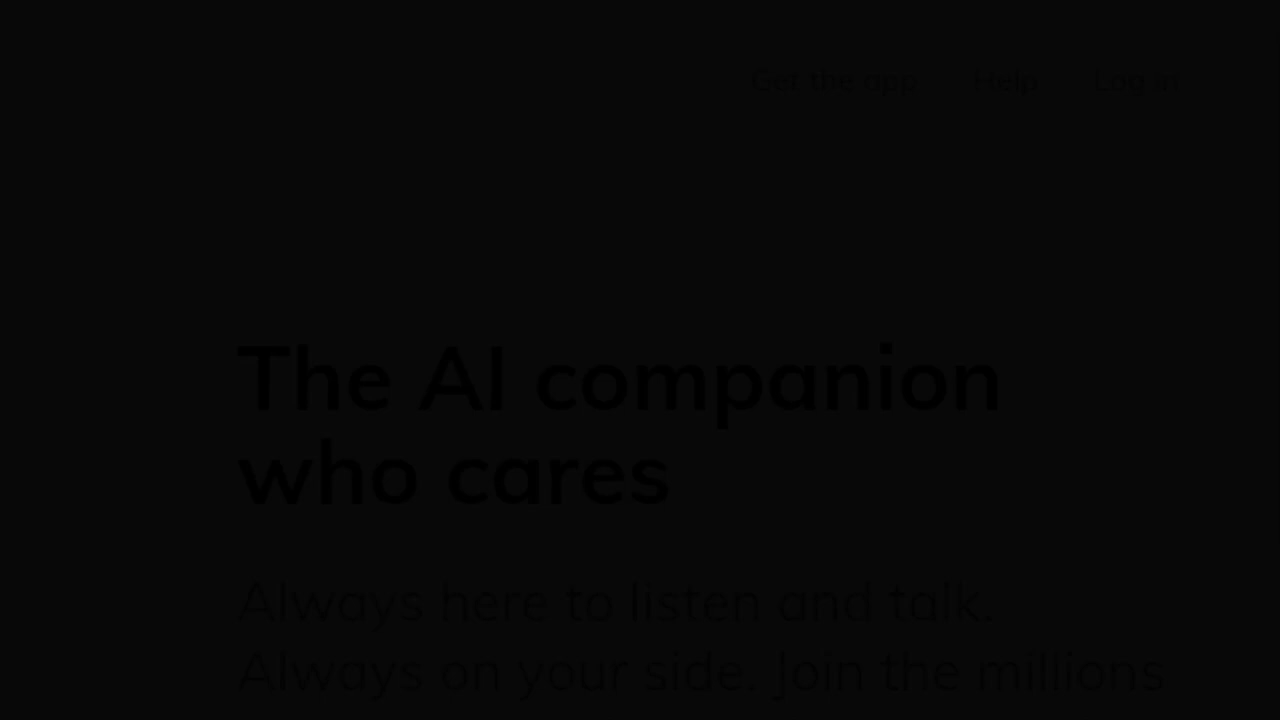 Get the app Help Log
The AI companion
who cares
Always here to listen and talk.
Always on your side. Join the millions